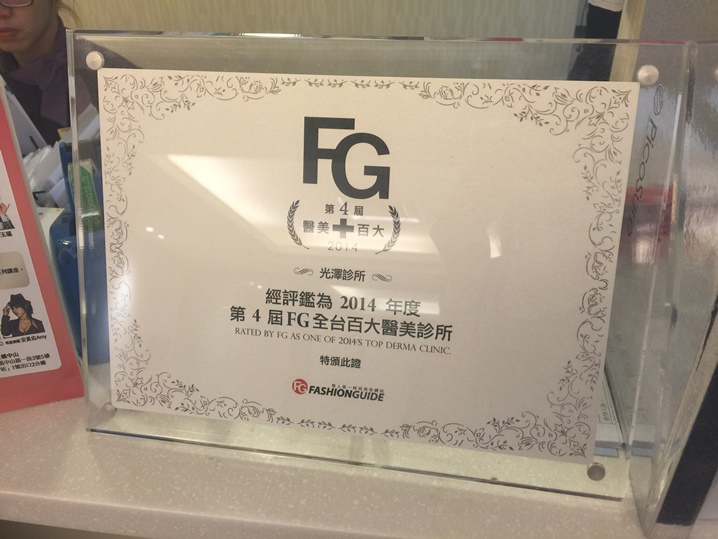 FG
第4屆
醫美 百大
2014
光澤診所
經評鑑為 2014 年度
第 4 屆FG全台百大醫美診所
RATED BY FG AS ONE OF 2014'S TOP DERMA CLINIC.
特頒此證
FG FASHIONGUIDE
Amy